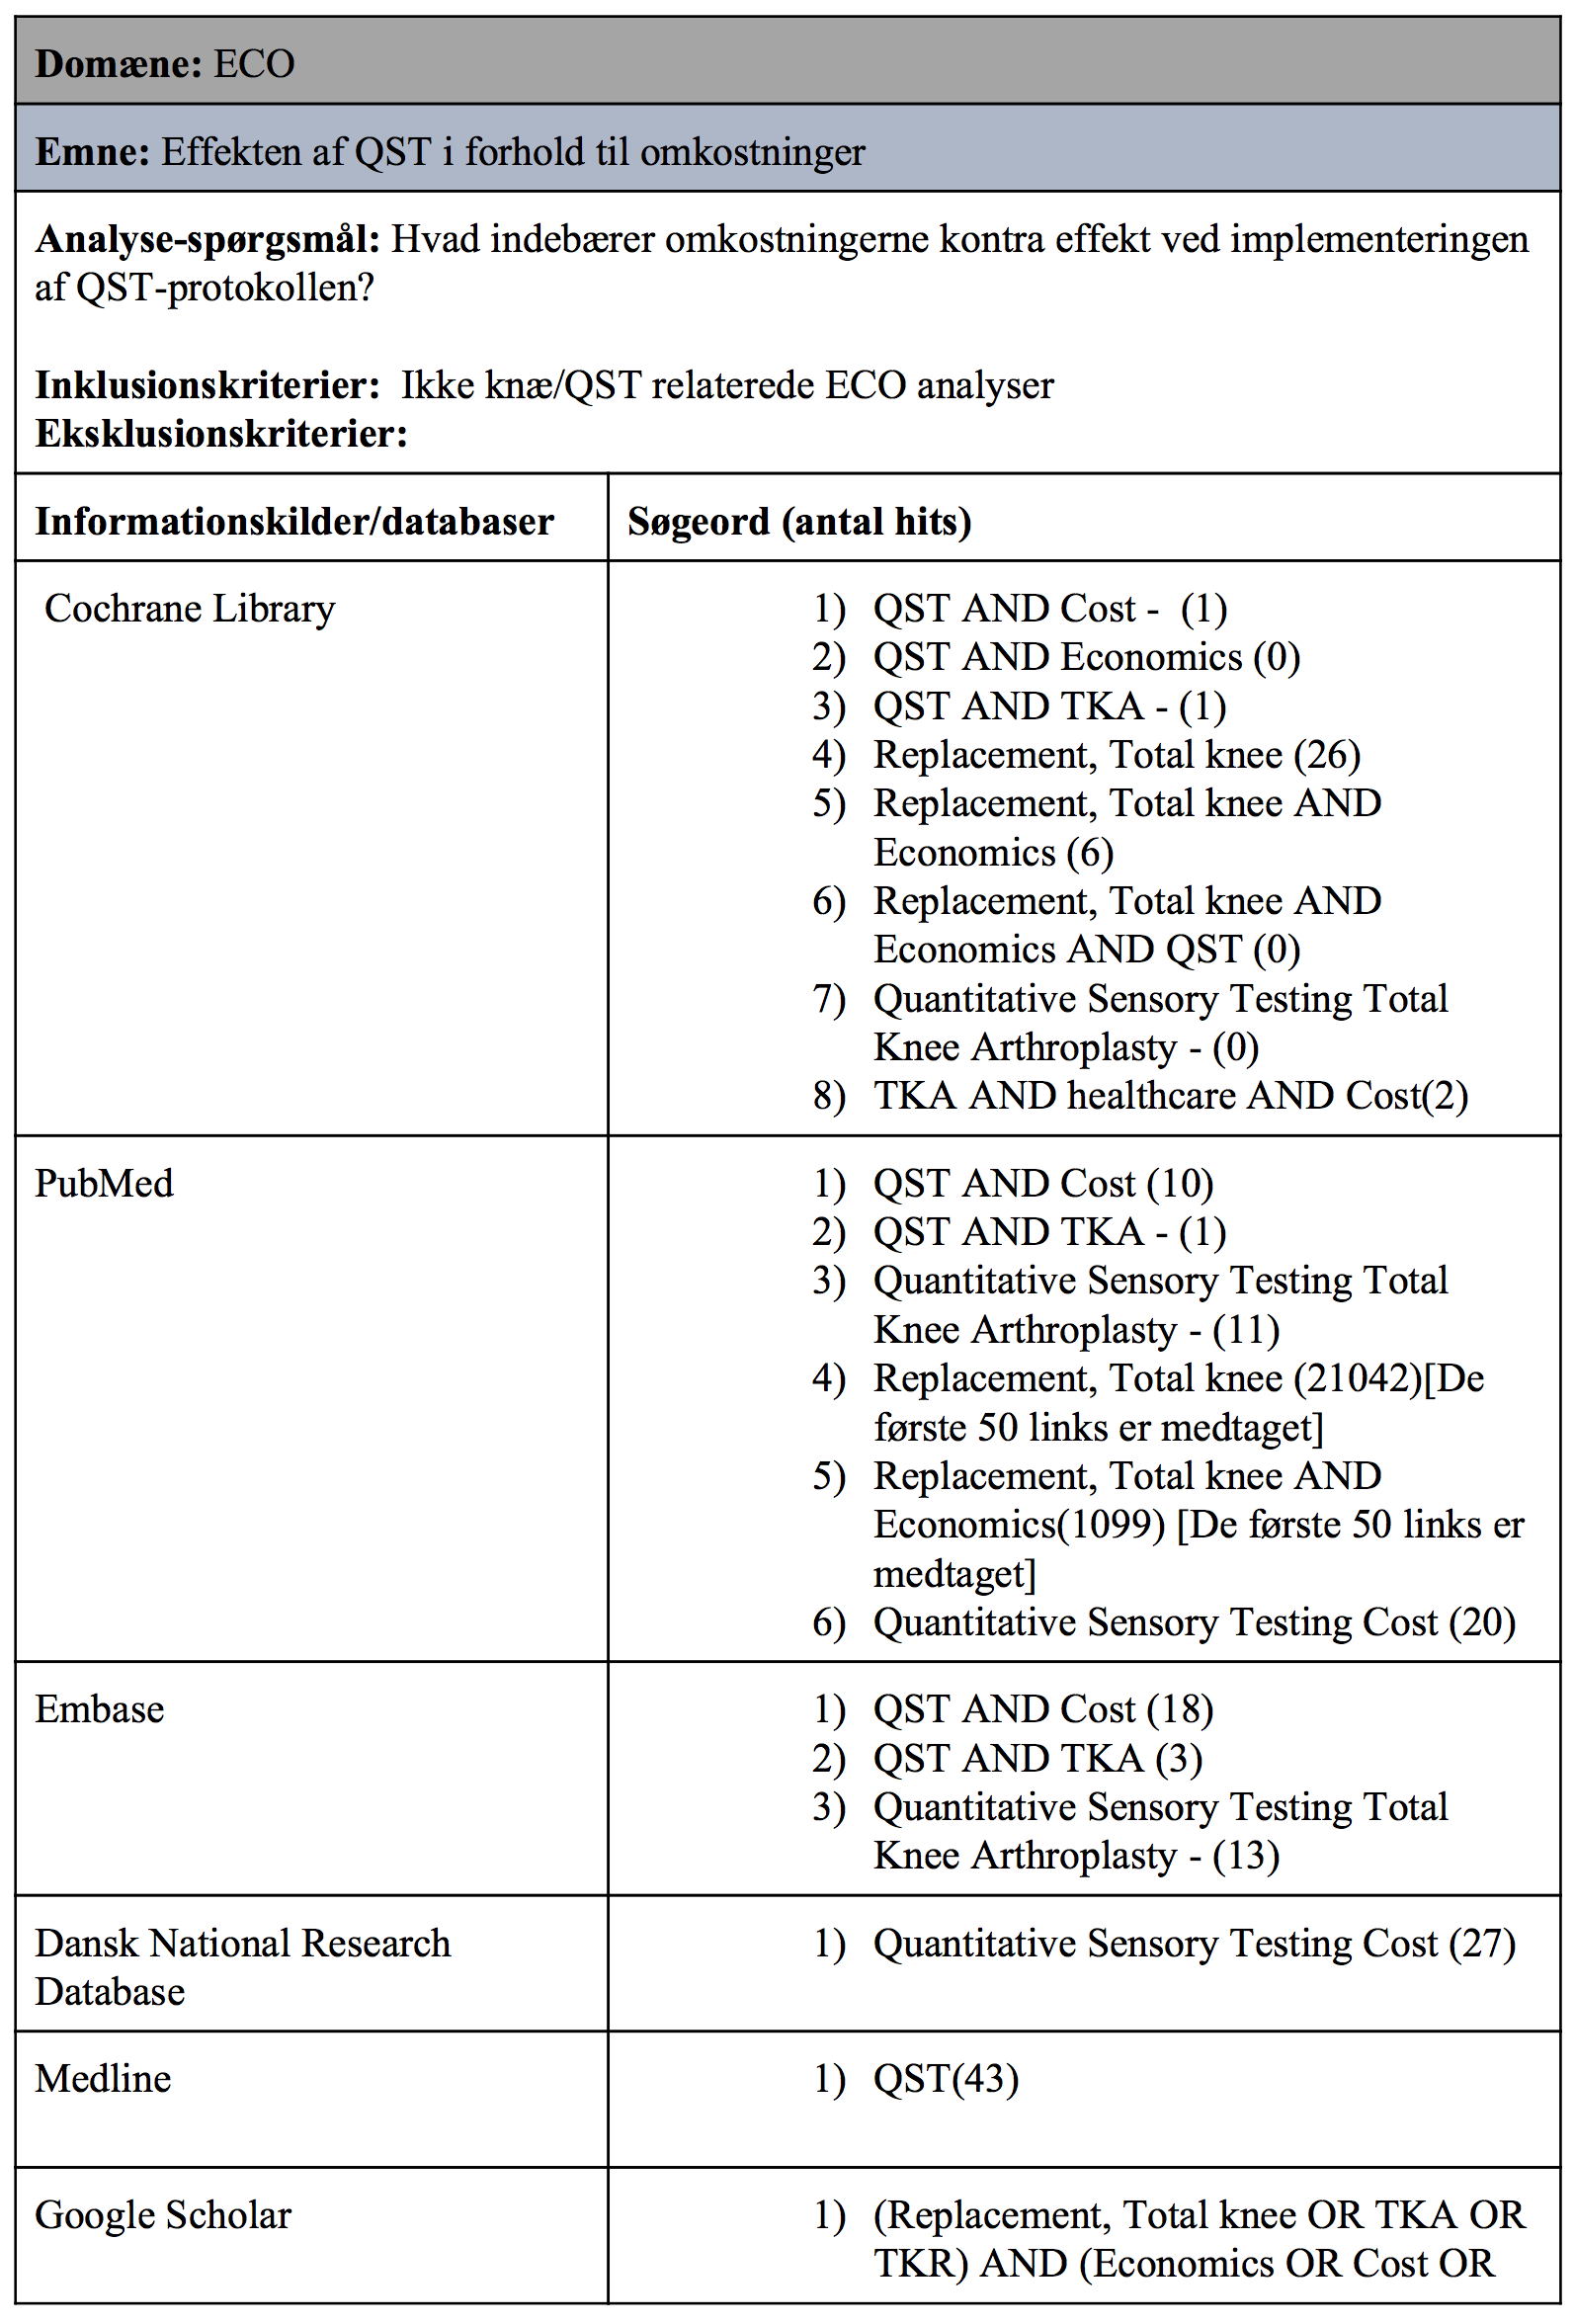 Domæne: ECO
Emne: Effekten af QST i forhold til omkostninger
Analyse-spørgsmål: Hvad indebærer omkostningerne kontra effekt ved implementeringen
af QST-protokollen?
Inklusionskriterier: Ikke knæ/QST relaterede ECO analyser
Eksklusionskriterier:
Informationskilder/databaser
Søgeord (antal hits)
Cochrane Library
1) QST AND Cost - (1)
2) QST AND Economics (0)
3) QST AND TKA - (1)
4) Replacement, Total knee (26)
5) Replacement, Total knee AND
Economics (6)
6) Replacement, Total knee AND
Economics AND QST (0)
7) Quantitative Sensory Testing Total
Knee Arthroplasty - (0)
8) TKA AND healthcare AND Cost(2)
PubMed
1) QST AND Cost (10)
2) QST AND TKA - (1)
3) Quantitative Sensory Testing Total
Knee Arthroplasty - (11)
4) Replacement, Total knee (21042)[De
første 50 links er medtaget]
5) Replacement, Total knee AND
Economics(1099) [De første 50 links er
medtaget]
6) Quantitative Sensory Testing Cost (20)
Embase
1) QST AND Cost (18)
2) QST AND TKA (3)
3) Quantitative Sensory Testing Total
Knee Arthroplasty - (13)
Dansk National Research
Database
1) Quantitative Sensory Testing Cost (27)
Medline
1) QST(43)
Google Scholar
1) (Replacement, Total knee OR TKA OR
TKR) AND (Economics OR Cost OR